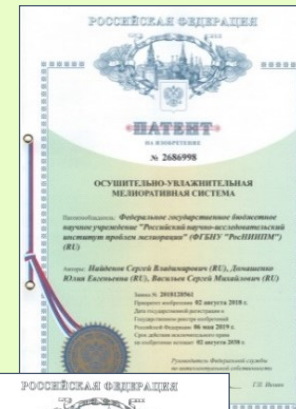 РОССИЙСКАЯ ФЕДЕРАЦИЯ
ПАТЕНТ
НА ИЗОБРЕТЕНИЕ
№ 2686998
ОСУШИТЕЛЬНО-УВЛАЖНИТЕЛЬНАЯ
МЕЛИОРАТИВНАЯ СИСТЕМА
Патентообладатель: Федеральное государственное бюджетное
научное учреждение "Российский научно-исследовательский
институт проблем мелиорации" (ФГБНУ "РосНИИПМ")
(RU)
Авторы: Найденов Сергей Владимирович (RU), Домашенко
Юлия Евгеньевна (RU), Васильев Сергей Михайлович (RU)
Заявка № 2018128561
Приоритет изобретения 02 августа 2018 г.
Дата государственной регистрации в
Государственном реестре изобретений
Российской Федерации 06 мая 2019 г.
Срок действия исключительного права
на изобретение истекает 02 августа 2038 г.
Руководитель Федеральной службы
по интеллектуальной собственности
Г.П. Ивлиев
РОССИЙСКАЯ ФЕДЕРАЦИЯ